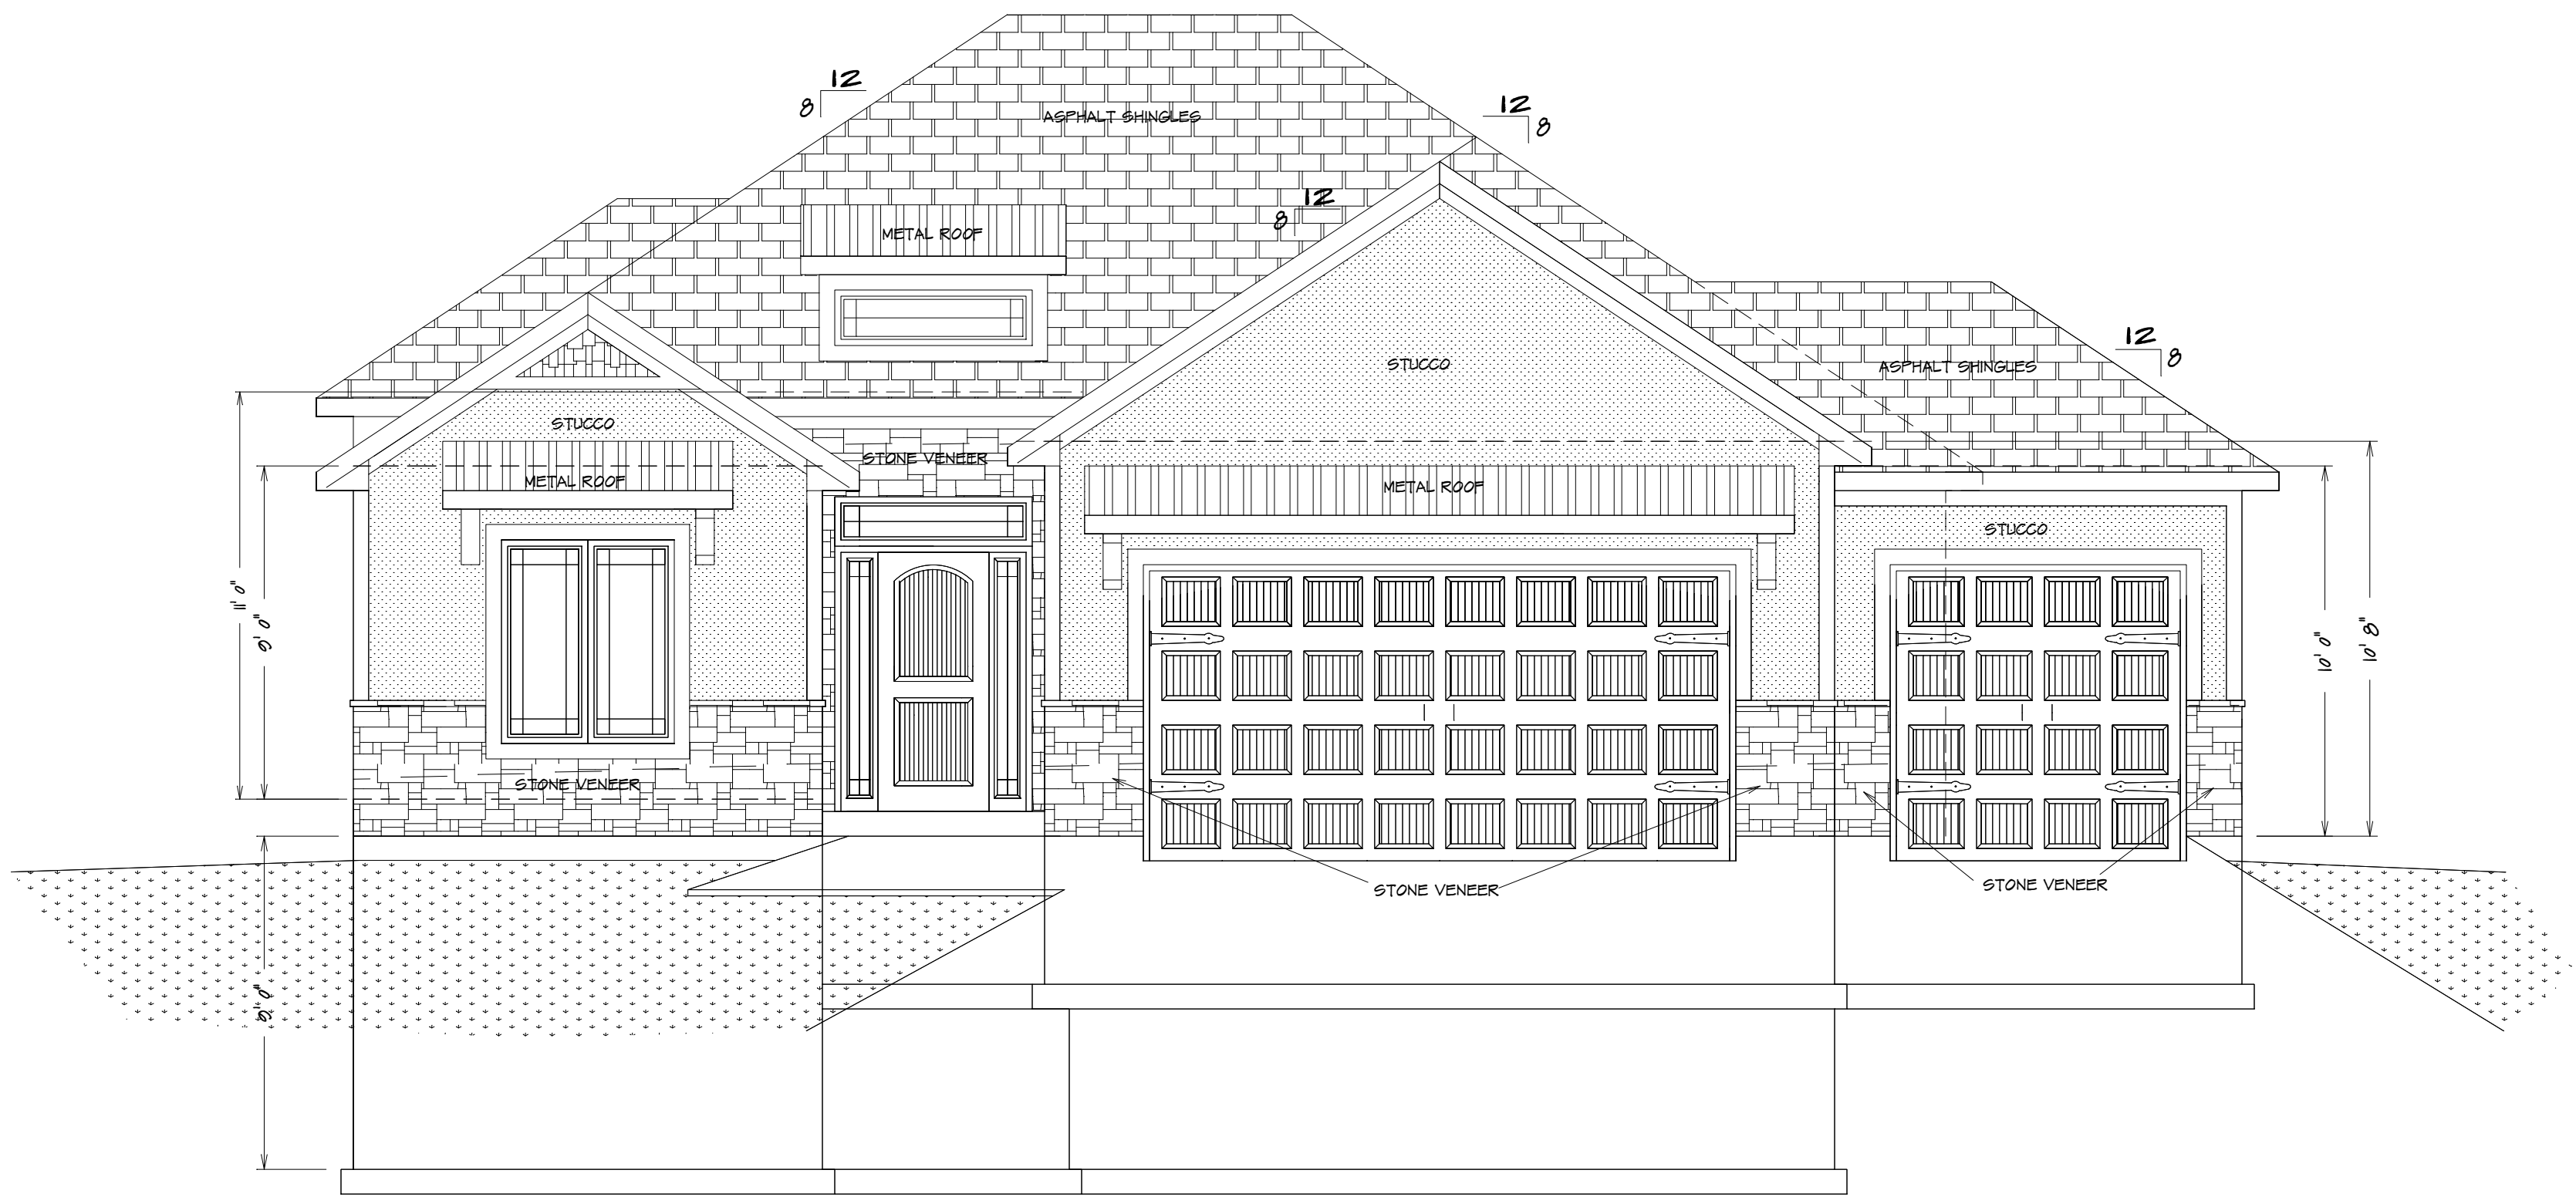 12
8
ASPHALT SHINGLES
12
8
12
8
METAL ROOF
12
8
STUCCO
ASPHALT SHINGLES
STUCCO
STONE VENEER
METAL ROOF
METAL ROOF
STUCCO
11' 0"
9' 0"
10' 0"
10' 8"
STONE VENEER
STONE VENEER
STONE VENEER
9' 0"